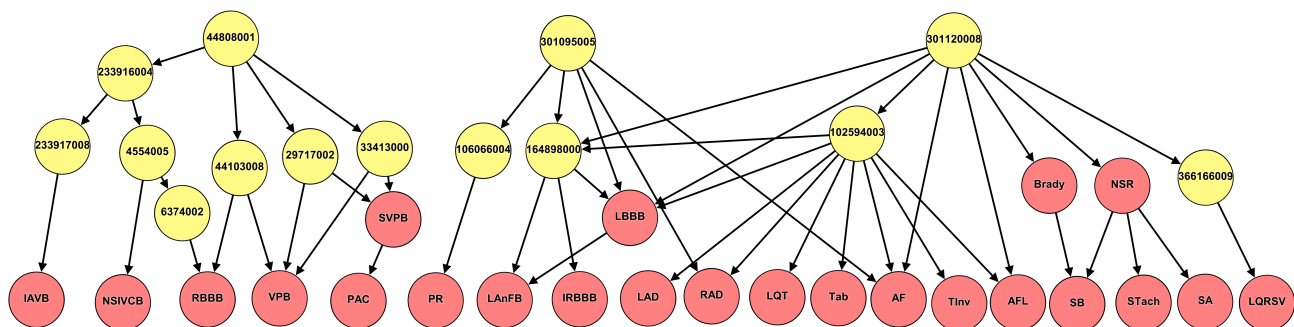 44808001
301095005
301120008
233916004
233917008
4554005
44103008
29717002
33413000
106066004
164898000
102594003
Brady
NSR
366166009
6374002
SVPB
LBBB
IAVB
NSIVCB
RBBB
VPB
PAC
PR
LAnFB
IRBBB
LAD
RAD
LQT
Tab
AF
TInv
AFL
SB
STach
SA
LQRSV